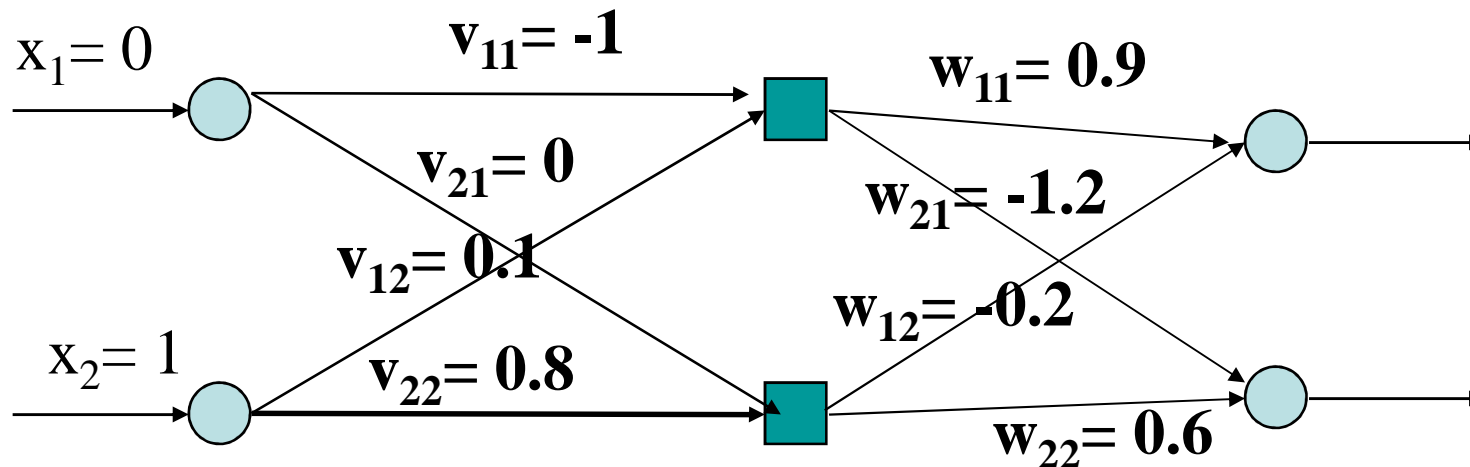 x₁= 0
v₁₁= -1
w₁₁= 0.9
v₂₁= 0
w₂₁= -1.2
v₁₂= 0.1
w₁₂= -0.2
x₂= 1
v₂₂= 0.8
w₂₂= 0.6